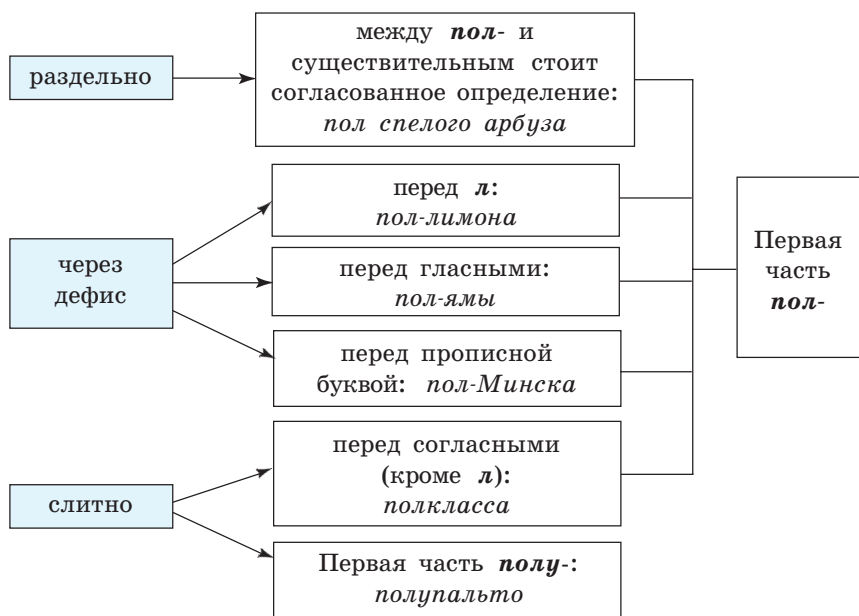 раздельно
между пол- и
существительным стоит
согласованное определение:
пол спелого арбуза
через
дефис
перед л:
пол-лимона
перед гласными:
пол-ямы
перед прописной
буквой: пол-Минска
Первая
часть
пол-
слитно
перед согласными
(кроме л):
полкласса
Первая часть полу-:
полупальто